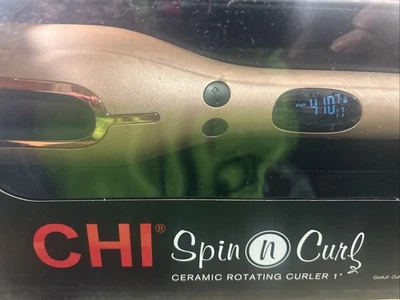 410°F
CHI® Spin n Curl
CERAMIC ROTATING CURLER 1"